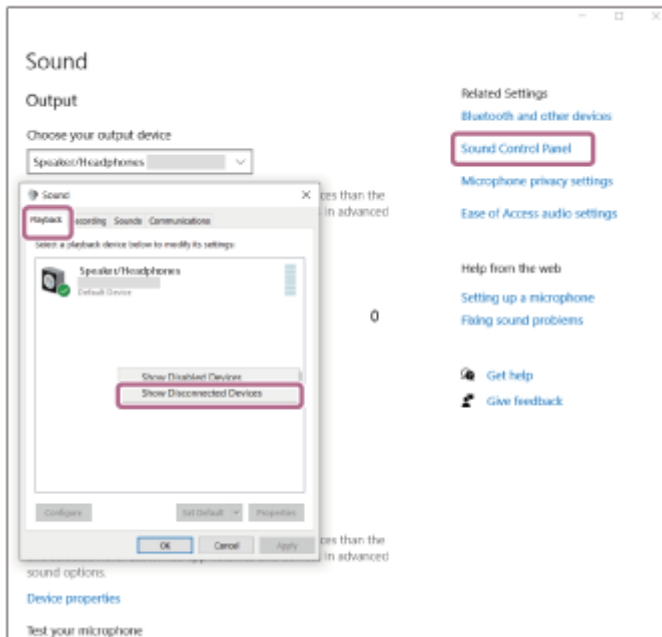 Sound
Output
Choose your output device
Speaker/Headphones
Sound
Playback
ecording
Sounds
Communications
Select a playback device below to modify its settings:
Speaker/Headphones
Default Device
Show Disabled Devices
Show Disconnected Devices
Configure
Set Default
Properties
OK
Cancel
Apply
ces than the
in advanced
0
ces than the
in advanced
sound options.
Device properties
Test your microphone
Related Settings
Bluetooth and other devices
Sound Control Panel
Microphone privacy settings
Ease of Access audio settings
Help from the web
Setting up a microphone
Fixing sound problems
Get help
Give feedback